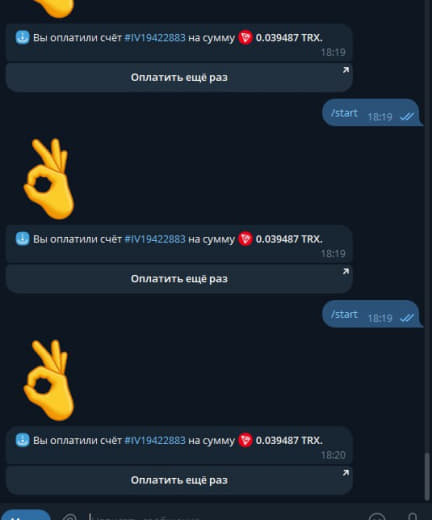 Вы оплатили счёт #IV19422883 на сумму 0.039487 TRX.
18:19
Оплатить ещё раз
/start 18:19
Вы оплатили счёт #IV19422883 на сумму 0.039487 TRX.
18:19
Оплатить ещё раз
/start 18:19
Вы оплатили счёт #IV19422883 на сумму 0.039487 TRX.
18:20
Оплатить ещё раз